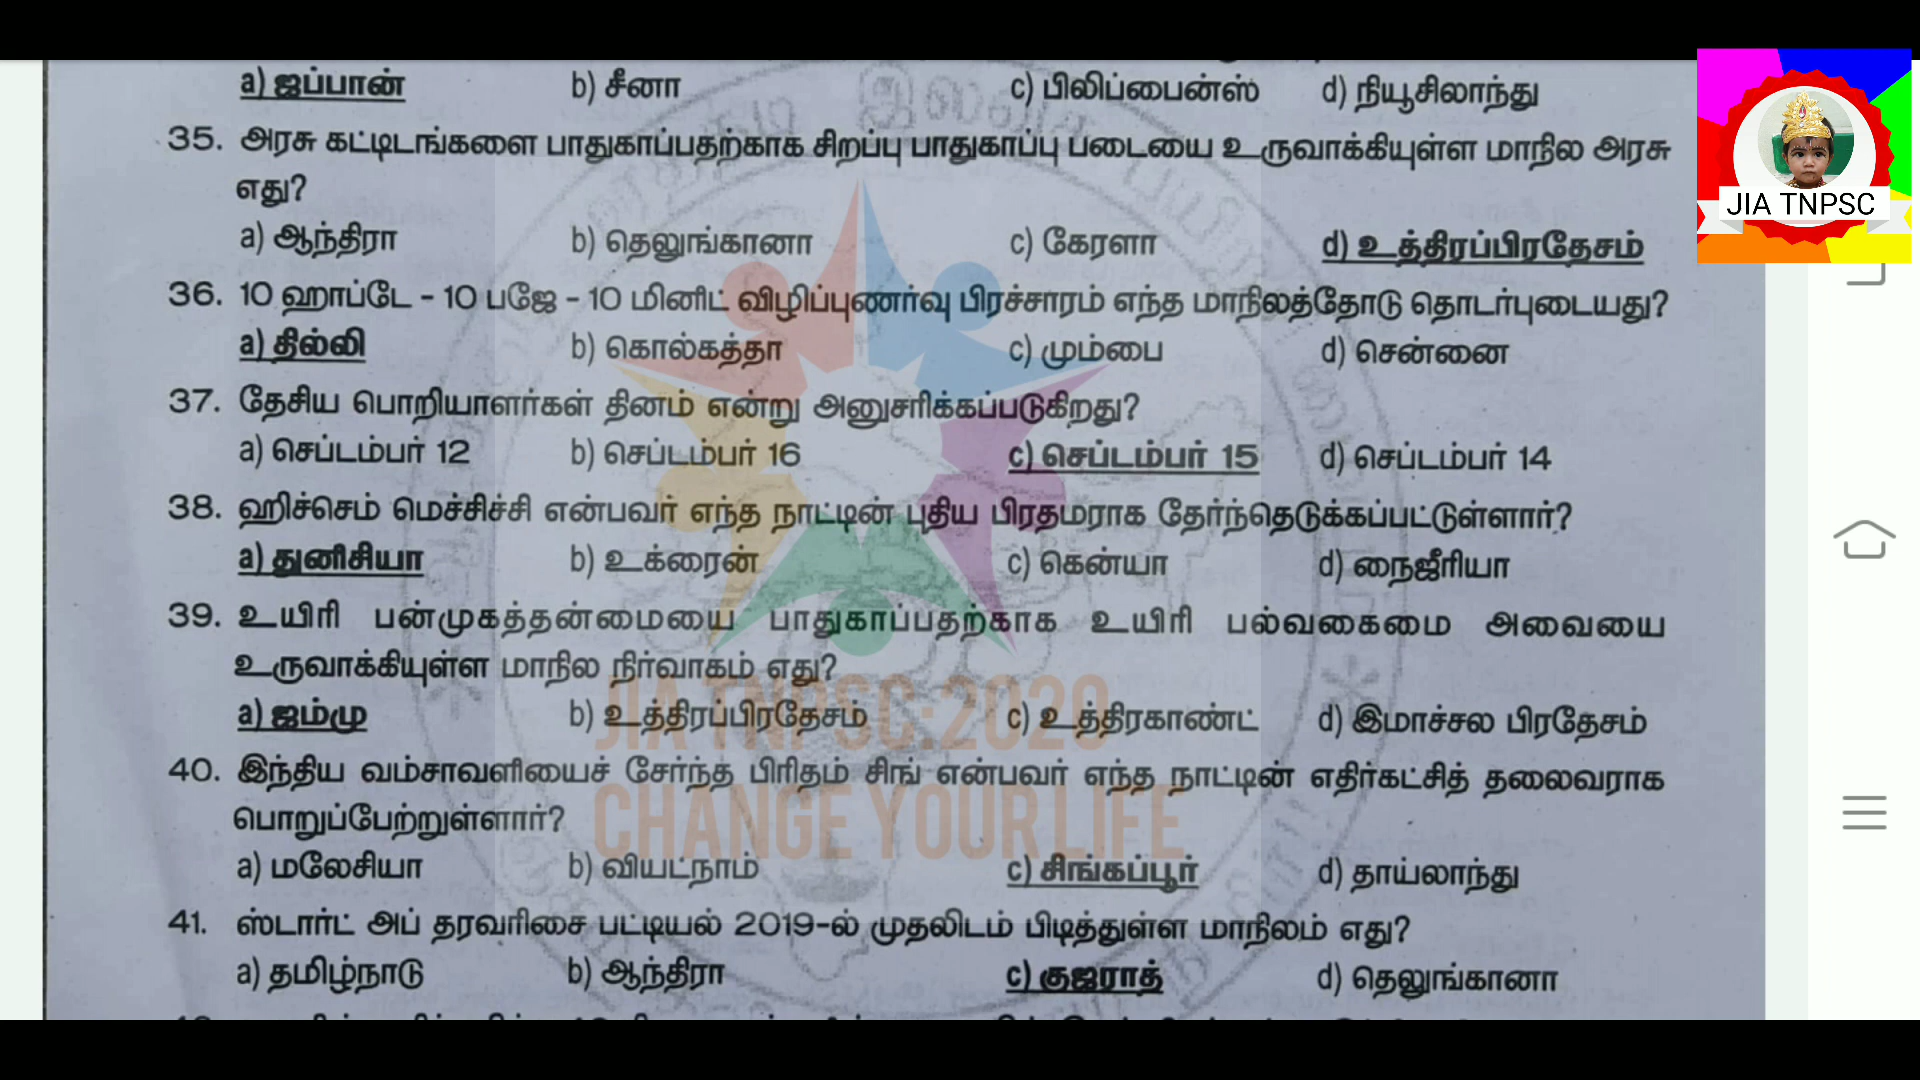 a) ஜப்பான் b) சீனா c) பிலிப்பைன்ஸ் d) நியூசிலாந்து
35. அரசு கட்டிடங்களை பாதுகாப்பதற்காக சிறப்பு பாதுகாப்பு படையை உருவாக்கியுள்ள மாநில அரசு
எது?
a) ஆந்திரா b) தெலுங்கானா c) கேரளா d) உத்திரப்பிரதேசம்
36. 10 ஹாப்டே - 10 பஜே - 10 மினிட் விழிப்புணர்வு பிரச்சாரம் எந்த மாநிலத்தோடு தொடர்புடையது?
a) தில்லி b) கொல்கத்தா c) மும்பை d) சென்னை
37. தேசிய பொறியாளர்கள் தினம் என்று அனுசரிக்கப்படுகிறது?
a) செப்டம்பர் 12 b) செப்டம்பர் 16 c) செப்டம்பர் 15 d) செப்டம்பர் 14
38. ஹிச்செம் மெச்சிச்சி என்பவர் எந்த நாட்டின் புதிய பிரதமராக தேர்ந்தெடுக்கப்பட்டுள்ளார்?
a) துனிசியா b) உக்ரைன் c) கென்யா d) நைஜீரியா
39. உயிரி பன்முகத்தன்மையை பாதுகாப்பதற்காக உயிரி பல்வகைமை அவையை
உருவாக்கியுள்ள மாநில நிர்வாகம் எது?
a) ஜம்மு b) உத்திரப்பிரதேசம் c) உத்திரகாண்ட் d) இமாச்சல பிரதேசம்
40. இந்திய வம்சாவளியைச் சேர்ந்த பிரிதம் சிங் என்பவர் எந்த நாட்டின் எதிர்கட்சித் தலைவராக
பொறுப்பேற்றுள்ளார்?
a) மலேசியா b) வியட்நாம் c) சிங்கப்பூர் d) தாய்லாந்து
41. ஸ்டார்ட் அப் தரவரிசை பட்டியல் 2019-ல் முதலிடம் பிடித்துள்ள மாநிலம் எது?
a) தமிழ்நாடு b) ஆந்திரா c) குஜராத் d) தெலுங்கானா
JIA TNPSC
JIA TNPSC:2020
CHANGE YOUR LIFE